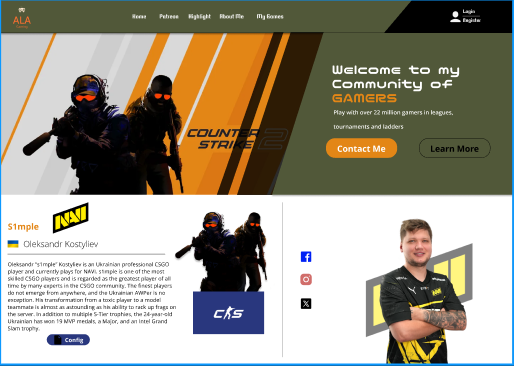 ALA
Home Patreon Highlight About Me My Games
Login
Register
Welcome to my
Community of
GAMERS
Play with over 22 million gamers in leagues,
tournaments and ladders
Contact Me
Learn More
COUNTER
STRIKE 2
S1mple
NAVI
Oleksandr Kostyliev
Oleksandr "s1mple" Kostyliev is an Ukrainian professional CSGO
player and currently plays for NAVI. s1mple is one of the most
skilled CSGO players and is regarded as the greatest player of all
time by many experts in the CSGO community. The finest players
do not emerge from anywhere, and the Ukrainian AWPer is no
exception. His transformation from a toxic player to a model
teammate is almost as astounding as his ability to rack up frags on
the server. In addition to multiple S-Tier trophies, the 24-year-old
Ukrainian has won 19 MVP medals, a Major, and an Intel Grand
Slam trophy.
Config
CS